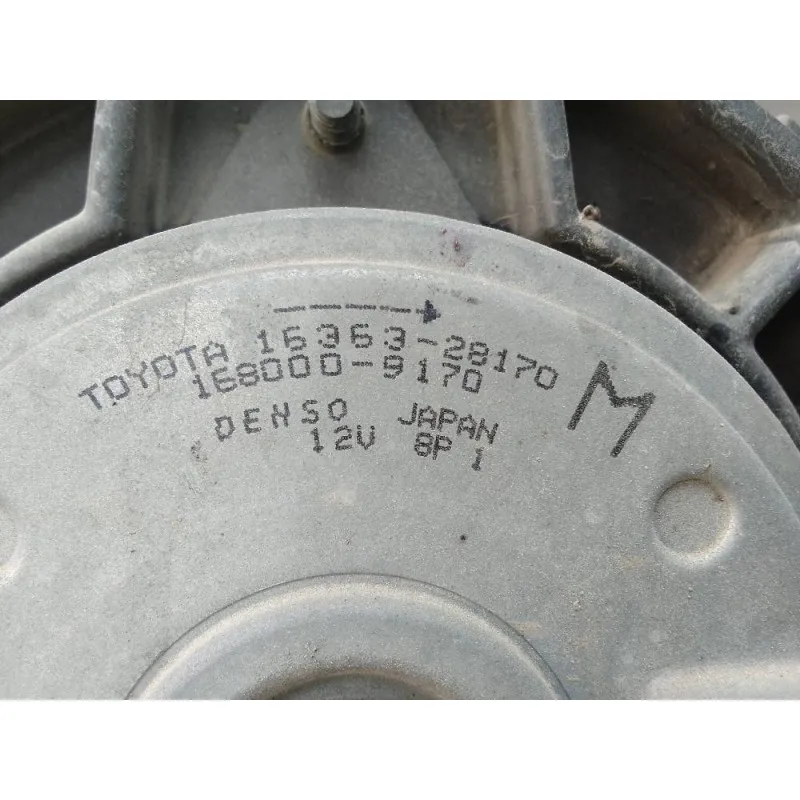 TOYOTA 16363-28170
168000-9170
DENSO JAPAN
12V 8P 1
M